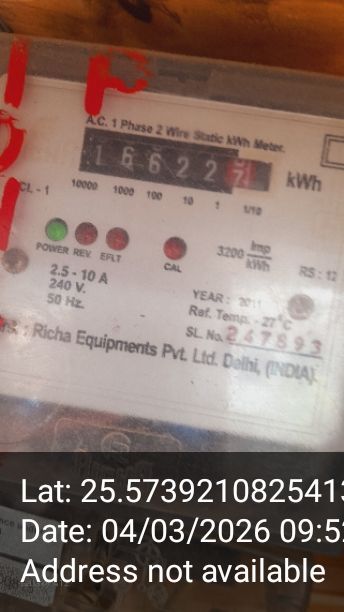 A.C. 1 Phase 2 Wire Static kWh Meter.
16622 7 kWh
CL - 1 10000 1000 100 10 1 1/10
POWER REV. EFLT CAL
3200 Imp/kWh RS : 12
2.5 - 10 A
240 V.
50 Hz.
YEAR : 2011
Ref. Temp. - 27°C
SL. No. 247893
Richa Equipments Pvt. Ltd. Delhi, (INDIA).
Lat: 25.5739210825413
Date: 04/03/2026 09:52
Address not available